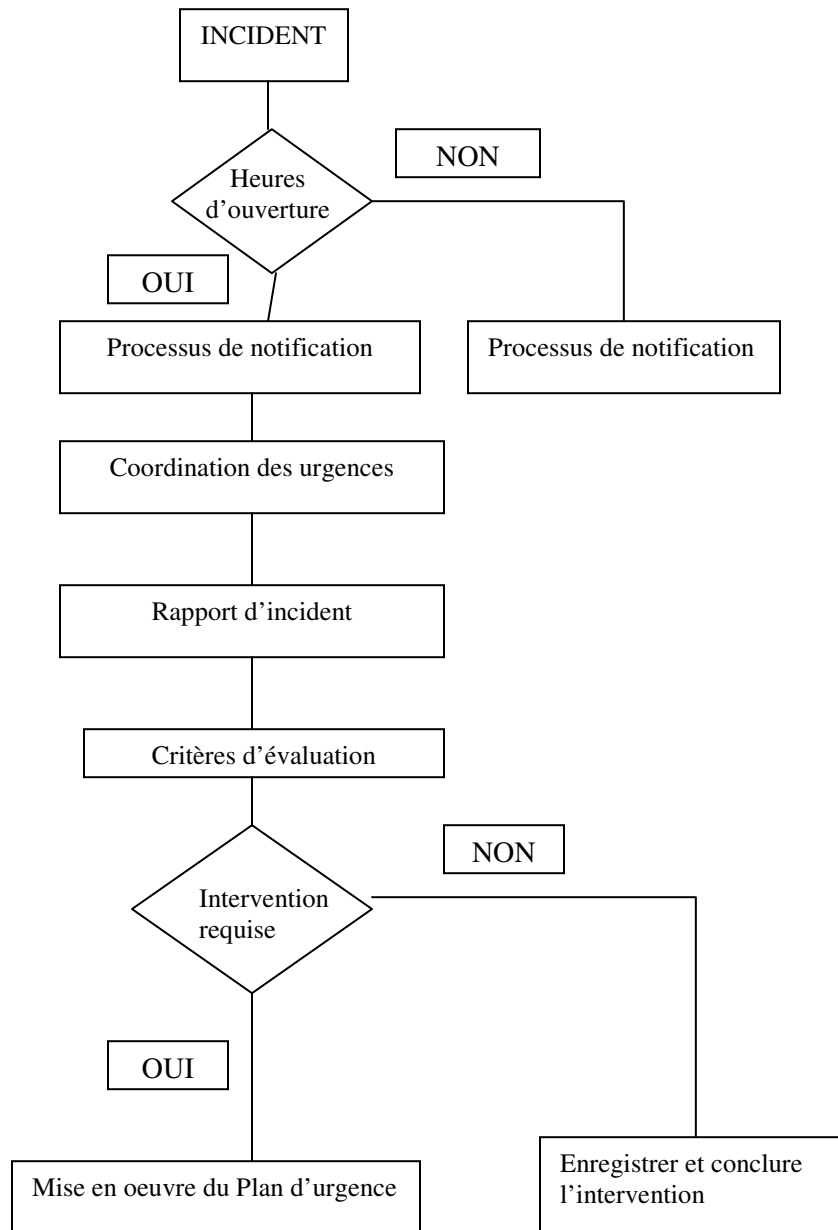 INCIDENT
NON
Heures
d’ouverture
OUI
Processus de notification
Processus de notification
Coordination des urgences
Rapport d’incident
Critères d’évaluation
NON
Intervention
requise
OUI
Enregistrer et conclure
l’intervention
Mise en oeuvre du Plan d’urgence